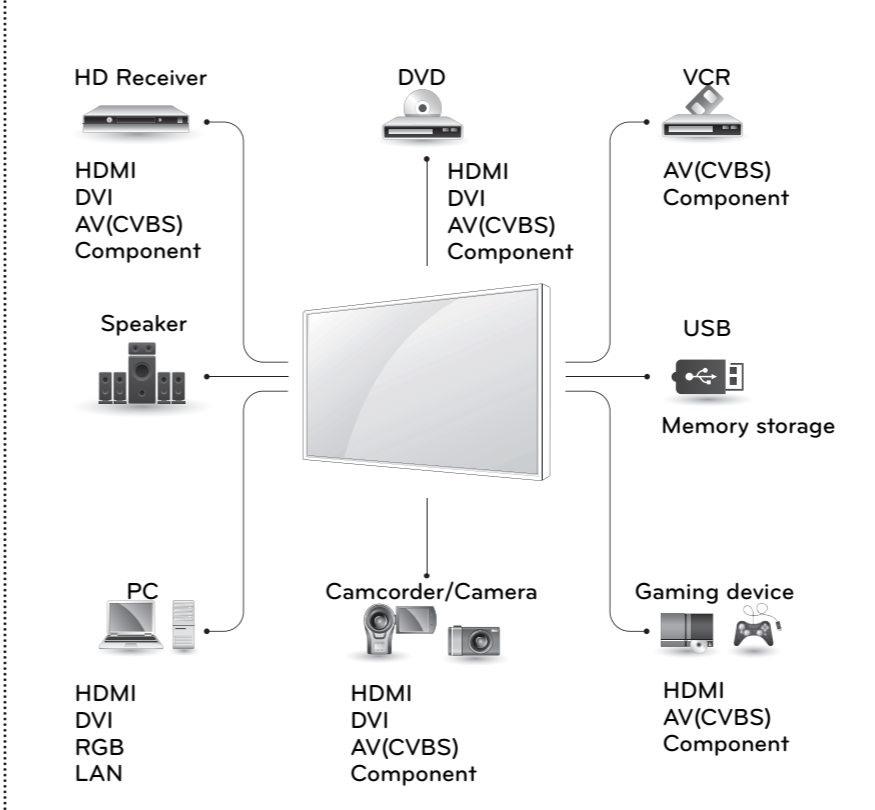 HD Receiver
HDMI
DVI
AV(CVBS)
Component
DVD
HDMI
DVI
AV(CVBS)
Component
VCR
AV(CVBS)
Component
Speaker
USB
Memory storage
PC
HDMI
DVI
RGB
LAN
Camcorder/Camera
HDMI
DVI
AV(CVBS)
Component
Gaming device
HDMI
AV(CVBS)
Component